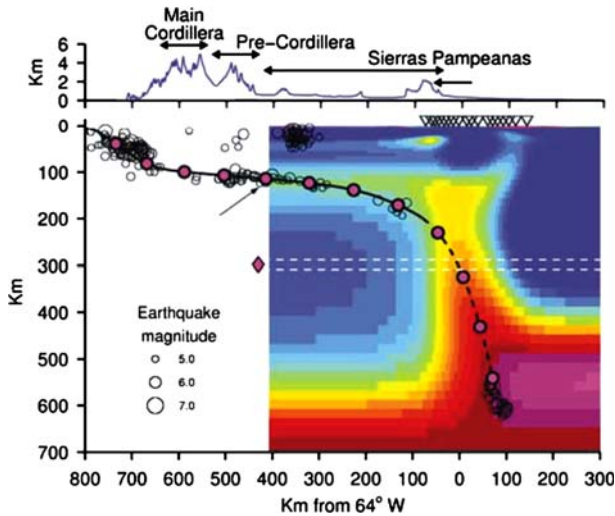 Main
Cordillera
Pre-Cordillera
Sierras Pampeanas
6
4
2
0
Km
0
100
200
300
400
500
600
700
Km
Earthquake
magnitude
5.0
6.0
7.0
800 700 600 500 400 300 200 100 0 100 200 300
Km from 64° W